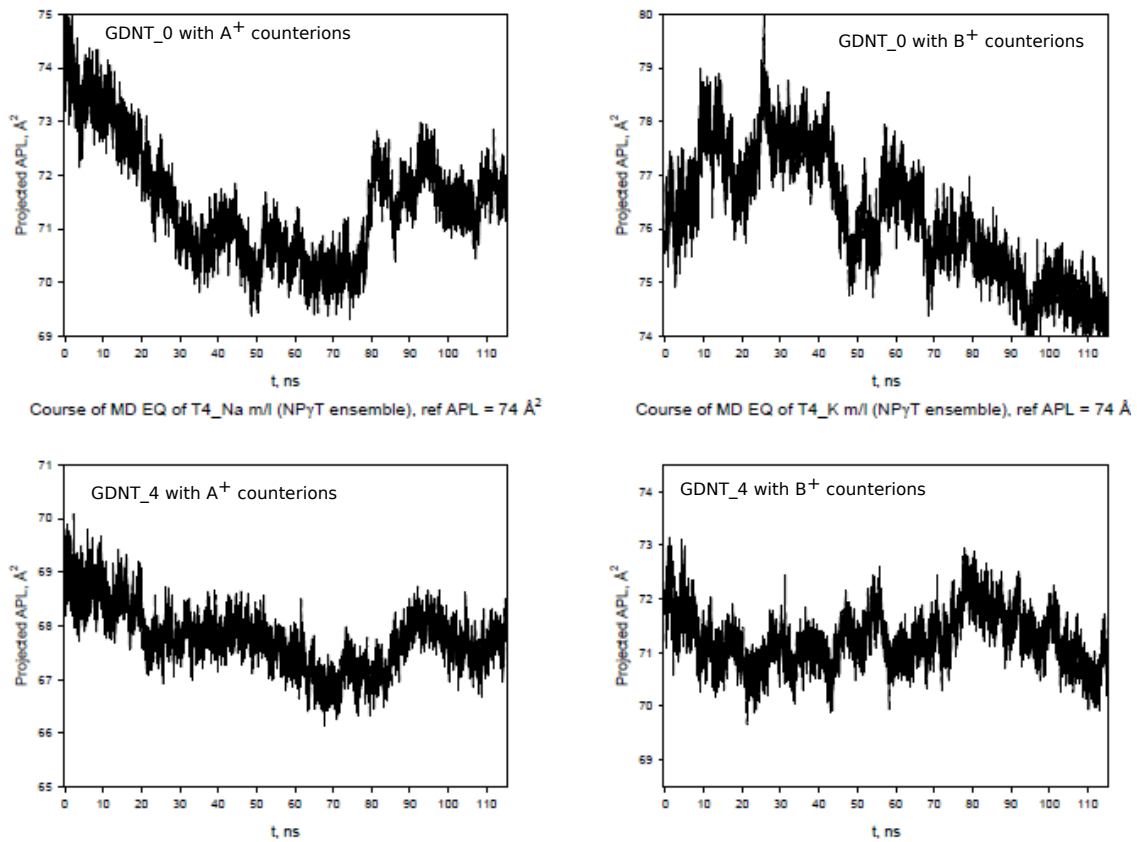 GDNT_0 with A⁺ counterions
Projected APL, Å²
75
74
73
72
71
70
69
0 10 20 30 40 50 60 70 80 90 100 110
t, ns
GDNT_0 with B⁺ counterions
Projected APL, Å²
80
79
78
77
76
75
74
0 10 20 30 40 50 60 70 80 90 100 110
t, ns
Course of MD EQ of T4_Na m/l (NPγT ensemble), ref APL = 74 Å²
Course of MD EQ of T4_K m/l (NPγT ensemble), ref APL = 74 Å
GDNT_4 with A⁺ counterions
Projected APL, Å²
71
70
69
68
67
66
65
0 10 20 30 40 50 60 70 80 90 100 110
t, ns
GDNT_4 with B⁺ counterions
Projected APL, Å²
74
73
72
71
70
69
0 10 20 30 40 50 60 70 80 90 100 110
t, ns